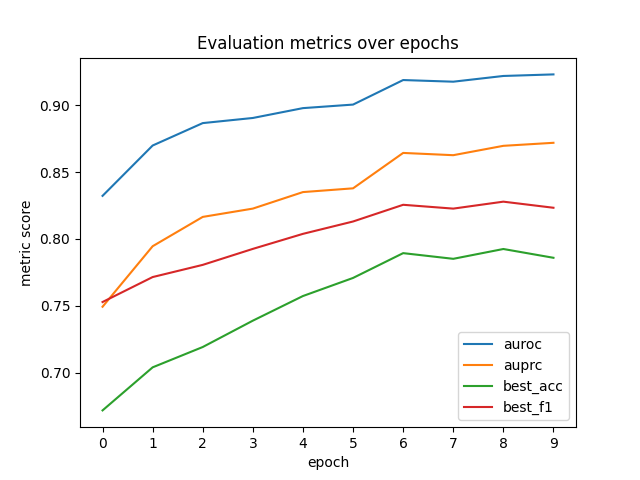 Evaluation metrics over epochs
metric score
0.90
0.85
0.80
0.75
0.70
auroc
auprc
best_acc
best_f1
0 1 2 3 4 5 6 7 8 9
epoch